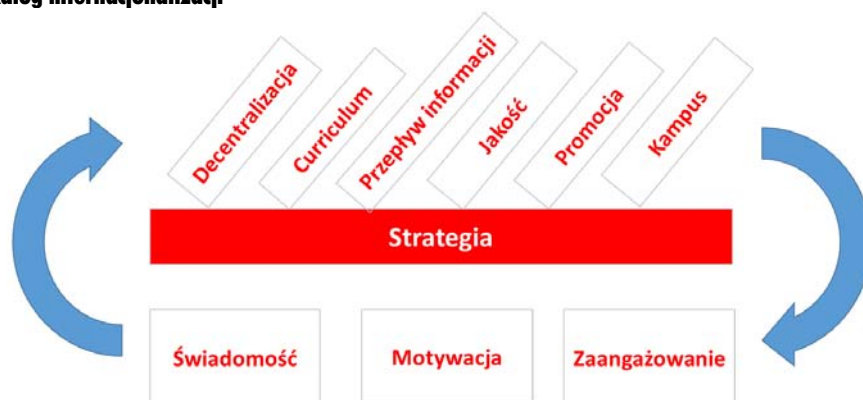 Decentralizacja
Curriculum
Przepływ informacji
Jakość
Promocja
Kampus
Strategia
Świadomość
Motywacja
Zaangażowanie